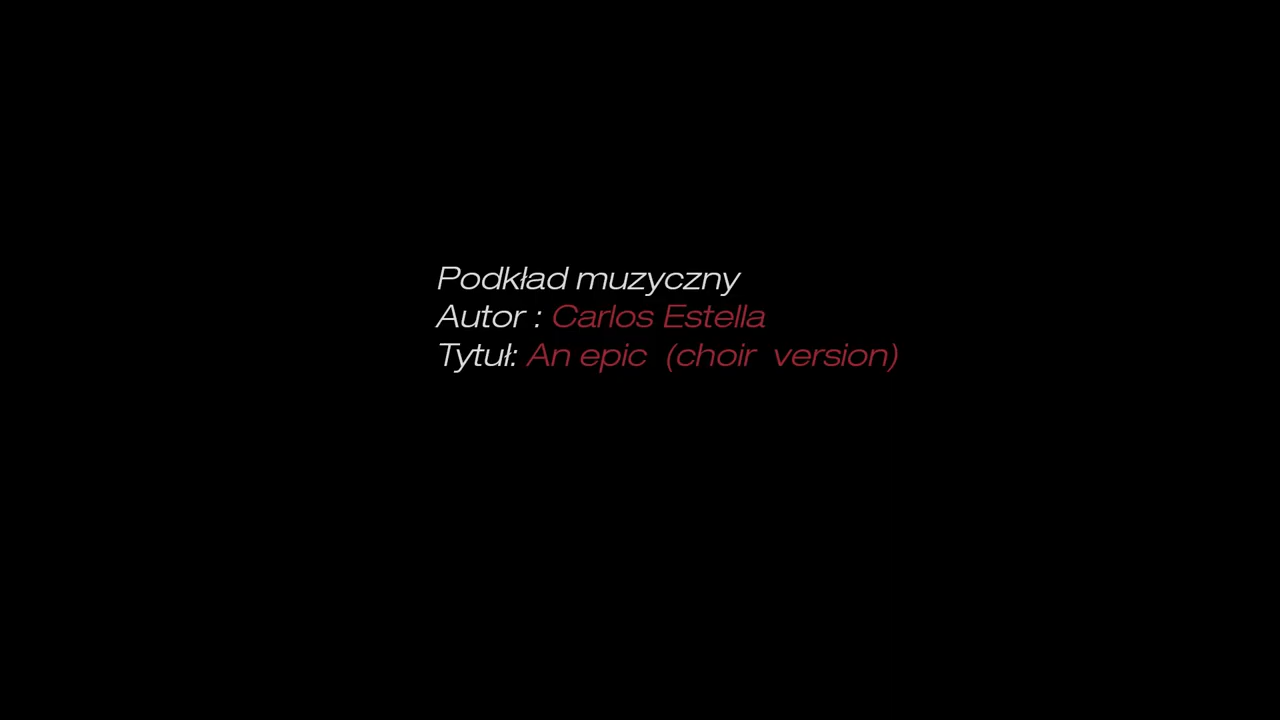 Podkład muzyczny
Autor : Carlos Estella
Tytuł: An epic (choir version)